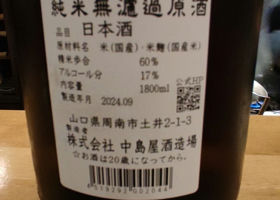 純米無濾過原酒
日本酒
原材料名 米(国産)・米麹(国産米)
精米歩合 60%
アルコール分 17%
内容量 1800ml
製造年月 2024.09
公式HP
山口県周南市土井2-1-3
製造者
株式会社 中島屋酒造場
☆お酒は20歳になってから。
4519292002044